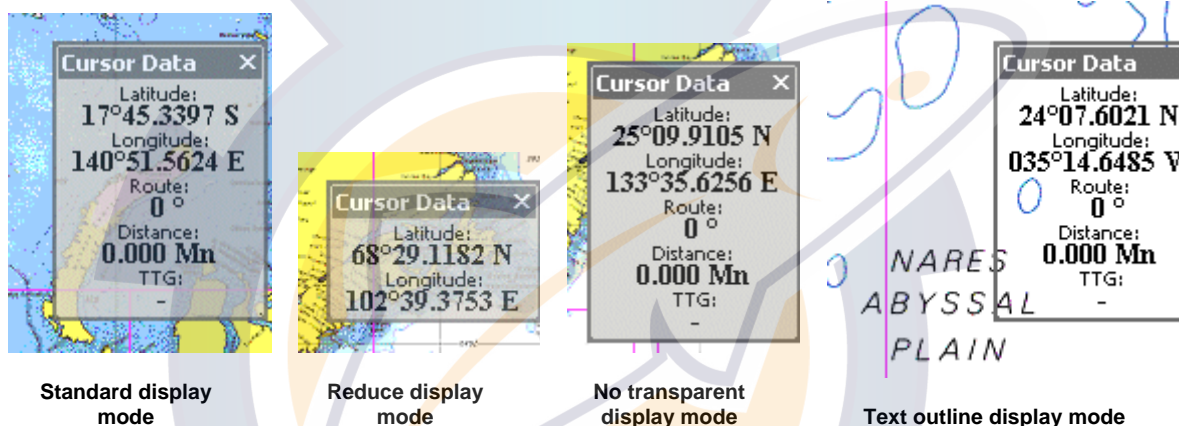 Cursor Data ×
Latitude:
17°45.3397 S
Longitude:
140°51.5624 E
Route:
0 °
Distance:
0.000 Mn
TTG:
-
Standard display
mode
Cursor Data ×
Latitude:
68°29.1182 N
Longitude:
102°39.3753 E
Reduce display
mode
Cursor Data ×
Latitude:
25°09.9105 N
Longitude:
133°35.6256 E
Route:
0 °
Distance:
0.000 Mn
TTG:
-
No transparent
display mode
Cursor Data
Latitude:
24°07.6021 N
Longitude:
035°14.6485
Route:
0 °
Distance:
0.000 Mn
TTG:
-
NARES
ABYSSAL
PLAIN
Text outline display mode